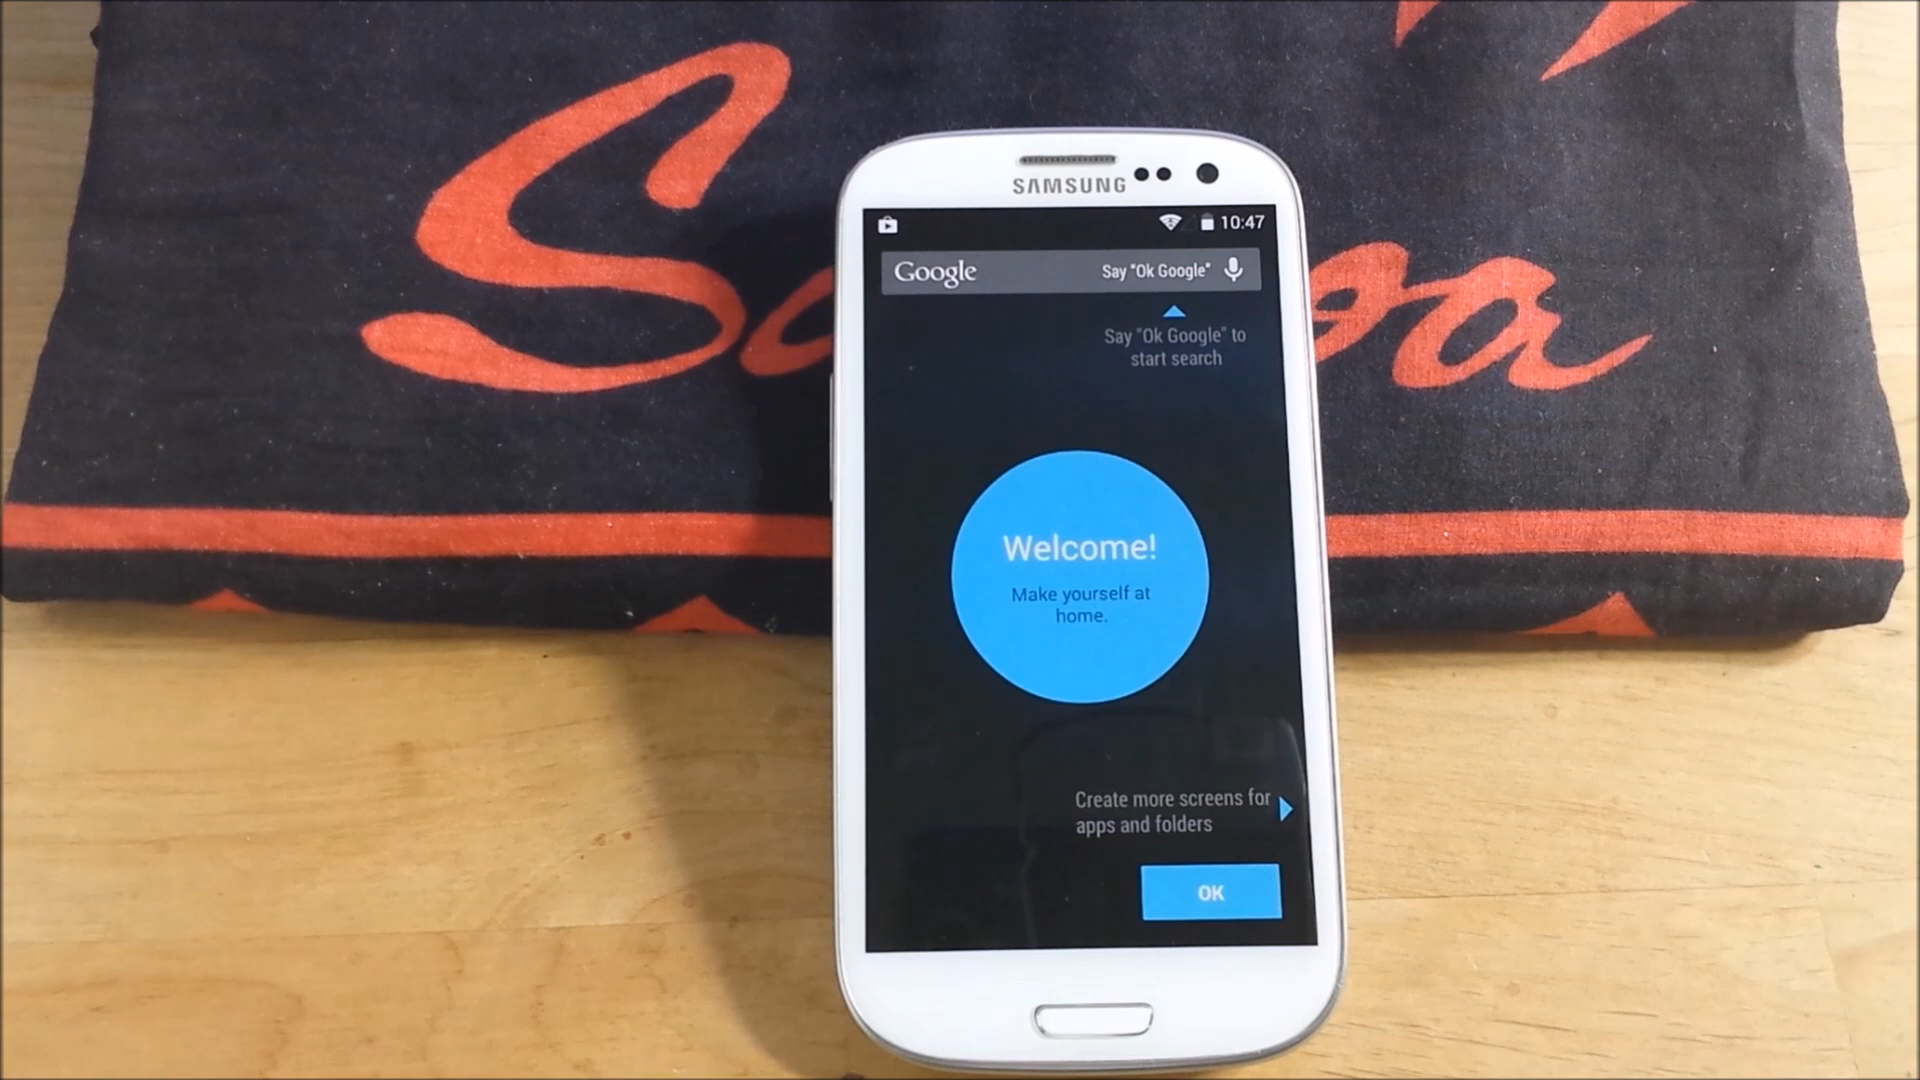 SAMSUNG
10:47
Google
Say "Ok Google"
Say "Ok Google" to
start search
Welcome!
Make yourself at
home.
Create more screens for
apps and folders
OK